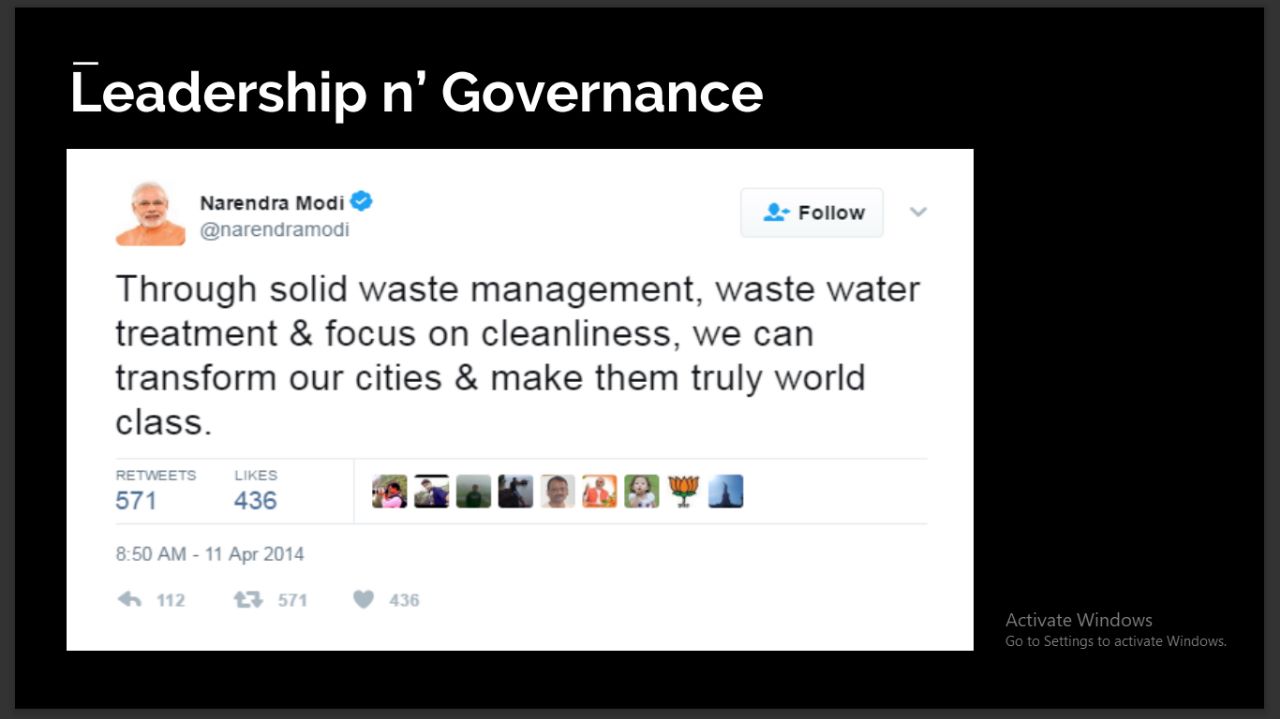 Leadership n’ Governance
Narendra Modi
@narendramodi
Follow
Through solid waste management, waste water
treatment & focus on cleanliness, we can
transform our cities & make them truly world
class.
RETWEETS LIKES
571 436
8:50 AM - 11 Apr 2014
112 571 436
Activate Windows
Go to Settings to activate Windows.